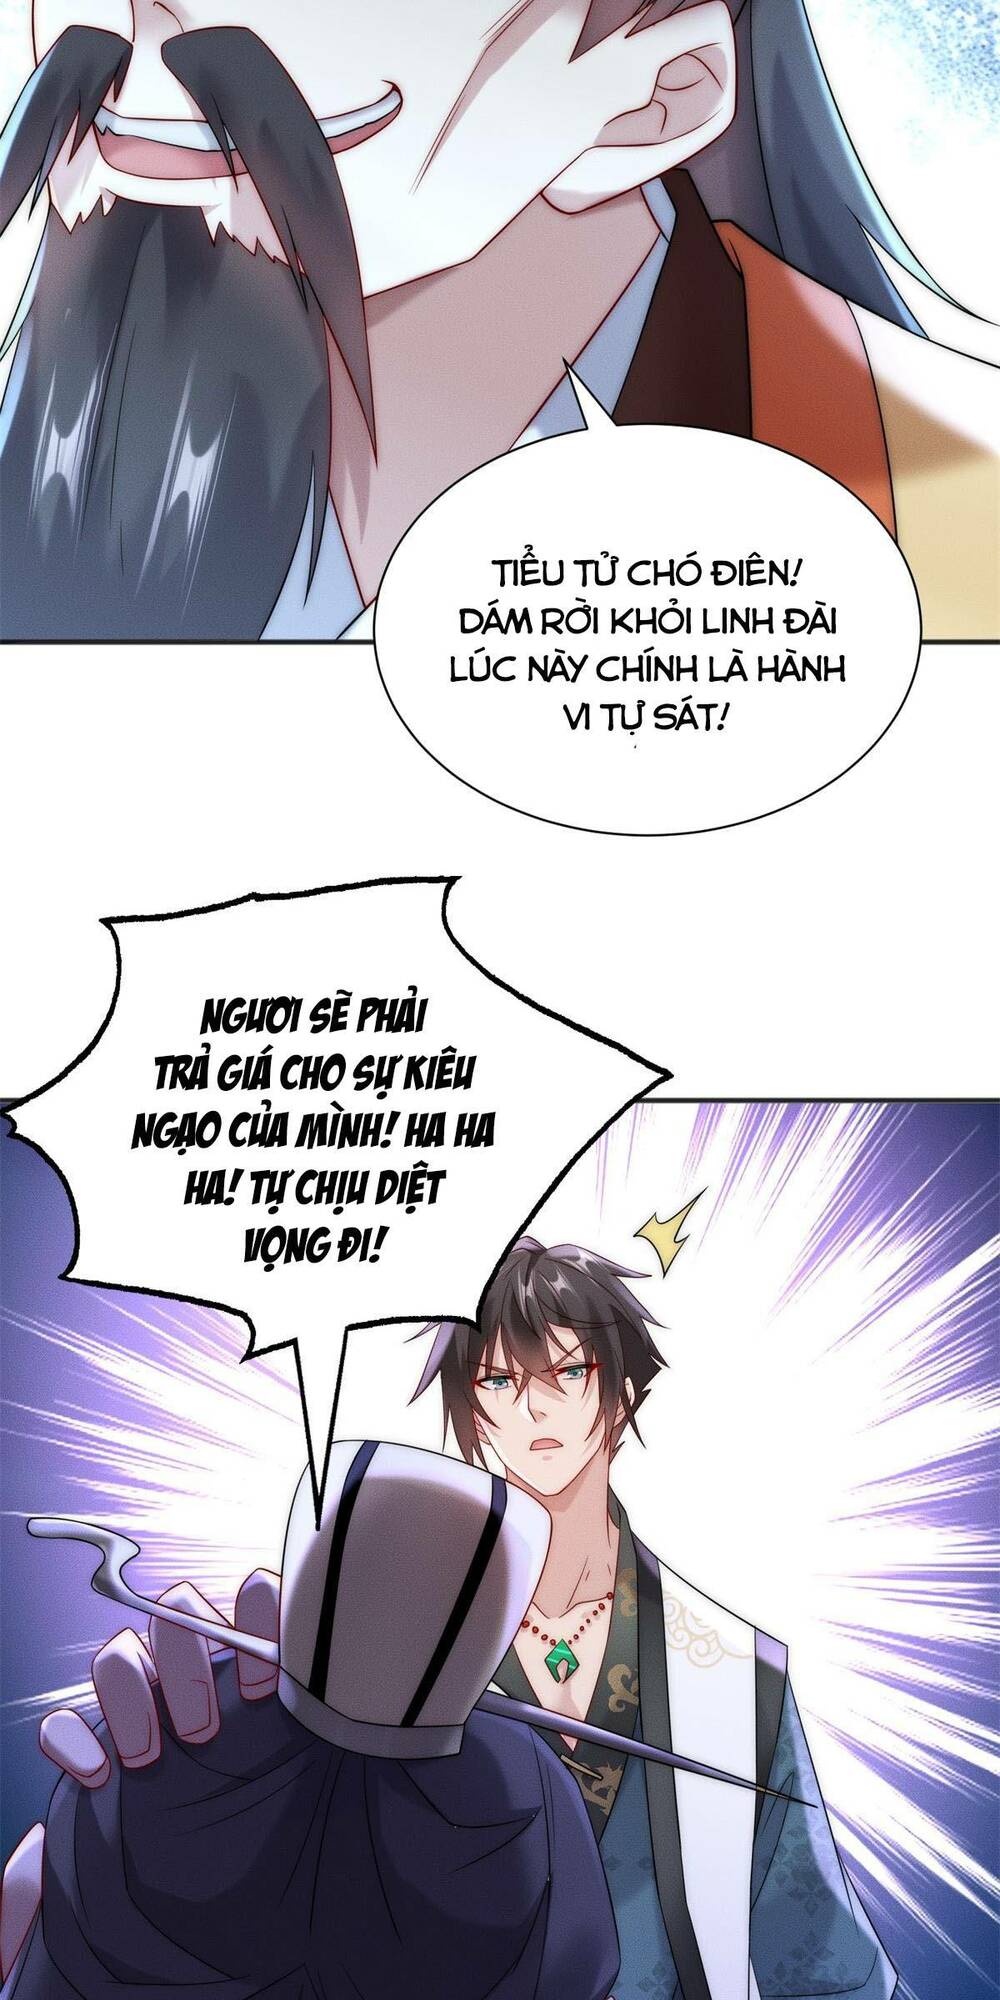 TIỂU TỬ CHÓ ĐIÊN!
DÁM RỜI KHỎI LINH ĐÀI
LÚC NÀY CHÍNH LÀ HÀNH
VI TỰ SÁT!
NGƯƠI SẼ PHẢI
TRẢ GIÁ CHO SỰ KIÊU
NGẠO CỦA MÌNH! HA HA
HA! TỰ CHỊU DIỆT
VỌNG ĐI!